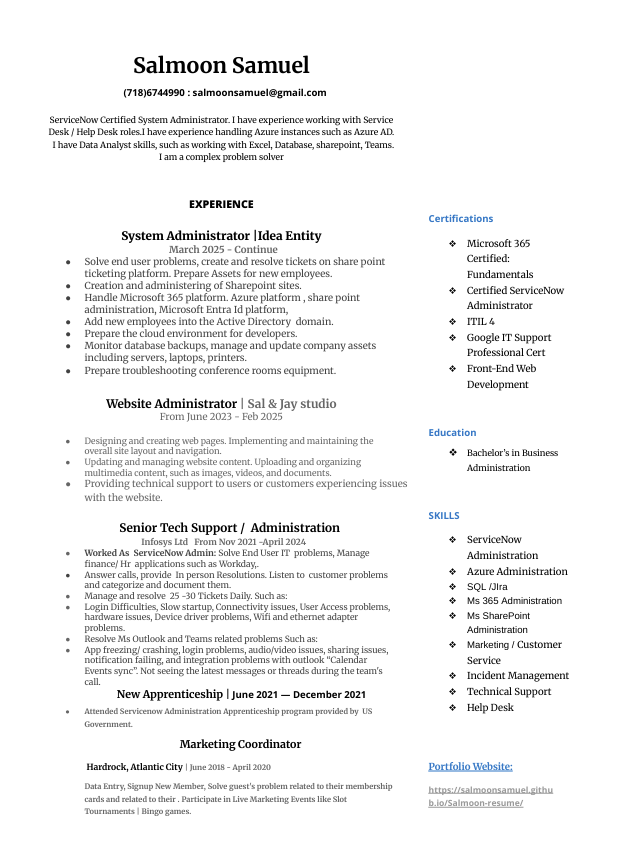 Salmoon Samuel
(718)6744990 : salmoonsamuel@gmail.com
ServiceNow Certified System Administrator. I have experience working with Service
Desk / Help Desk roles.I have experience handling Azure instances such as Azure AD.
I have Data Analyst skills, such as working with Excel, Database, sharepoint, Teams.
I am a complex problem solver
EXPERIENCE
System Administrator |Idea Entity
March 2025 - Continue
● Solve end user problems, create and resolve tickets on share point
ticketing platform. Prepare Assets for new employees.
● Creation and administering of Sharepoint sites.
● Handle Microsoft 365 platform. Azure platform , share point
administration, Microsoft Entra Id platform,
● Add new employees into the Active Directory domain.
● Prepare the cloud environment for developers.
● Monitor database backups, manage and update company assets
including servers, laptops, printers.
● Prepare troubleshooting conference rooms equipment.
Website Administrator | Sal & Jay studio
From June 2023 - Feb 2025
● Designing and creating web pages. Implementing and maintaining the
overall site layout and navigation.
● Updating and managing website content. Uploading and organizing
multimedia content, such as images, videos, and documents.
● Providing technical support to users or customers experiencing issues
with the website.
Senior Tech Support / Administration
Infosys Ltd From Nov 2021 -April 2024
● Worked As ServiceNow Admin: Solve End User IT problems, Manage
finance/ Hr applications such as Workday,.
● Answer calls, provide In person Resolutions. Listen to customer problems
and categorize and document them.
● Manage and resolve 25 -30 Tickets Daily. Such as:
● Login Difficulties, Slow startup, Connectivity issues, User Access problems,
hardware issues, Device driver problems, Wifi and ethernet adapter
problems.
● Resolve Ms Outlook and Teams related problems Such as:
● App freezing/ crashing, login problems, audio/video issues, sharing issues,
notification failing, and integration problems with outlook “Calendar
Events sync”. Not seeing the latest messages or threads during the team's
call.
New Apprenticeship | June 2021 — December 2021
● Attended Servicenow Administration Apprenticeship program provided by US
Government.
Marketing Coordinator
Hardrock, Atlantic City | June 2018 - April 2020
Data Entry, Signup New Member, Solve guest's problem related to their membership
cards and related to their . Participate in Live Marketing Events like Slot
Tournaments | Bingo games.
Certifications
❖ Microsoft 365
Certified:
Fundamentals
❖ Certified ServiceNow
Administrator
❖ ITIL 4
❖ Google IT Support
Professional Cert
❖ Front-End Web
Development
Education
❖ Bachelor's in Business
Administration
SKILLS
❖ ServiceNow
Administration
❖ Azure Administration
❖ SQL /JIra
❖ Ms 365 Administration
❖ Ms SharePoint
Administration
❖ Marketing / Customer
Service
❖ Incident Management
❖ Technical Support
❖ Help Desk
Portfolio Website:
https://salmoonsamuel.githu
b.io/Salmoon-resume/